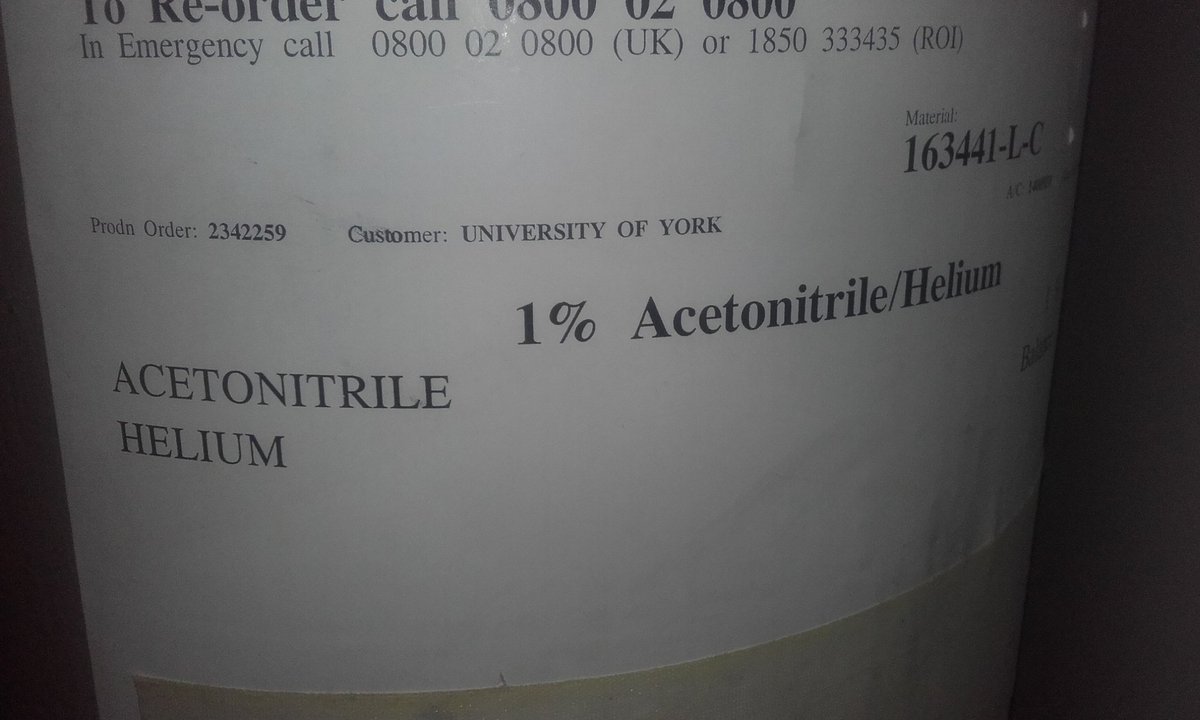 To Re-order call 0800 02 0800
In Emergency call 0800 02 0800 (UK) or 1850 333435 (ROI)
Material:
163441-L-C
A/C
Prodn Order: 2342259 Customer: UNIVERSITY OF YORK
1% Acetonitrile/Helium
ACETONITRILE
HELIUM